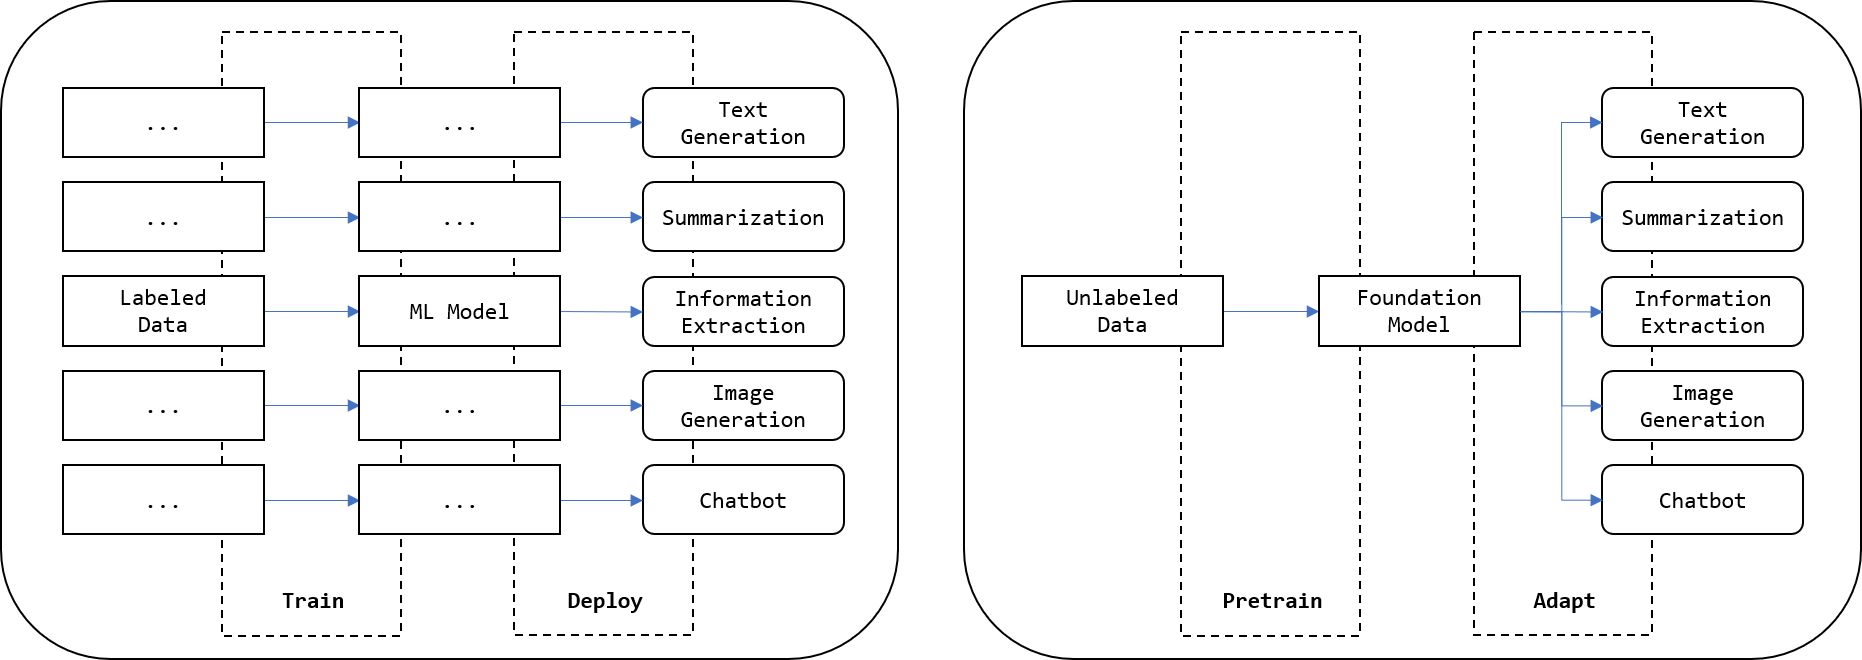 ...
...
Text
Generation
...
...
Summarization
Labeled
Data
ML Model
Information
Extraction
...
...
Image
Generation
...
...
Chatbot
Train
Deploy
Text
Generation
Summarization
Unlabeled
Data
Foundation
Model
Information
Extraction
Image
Generation
Chatbot
Pretrain
Adapt